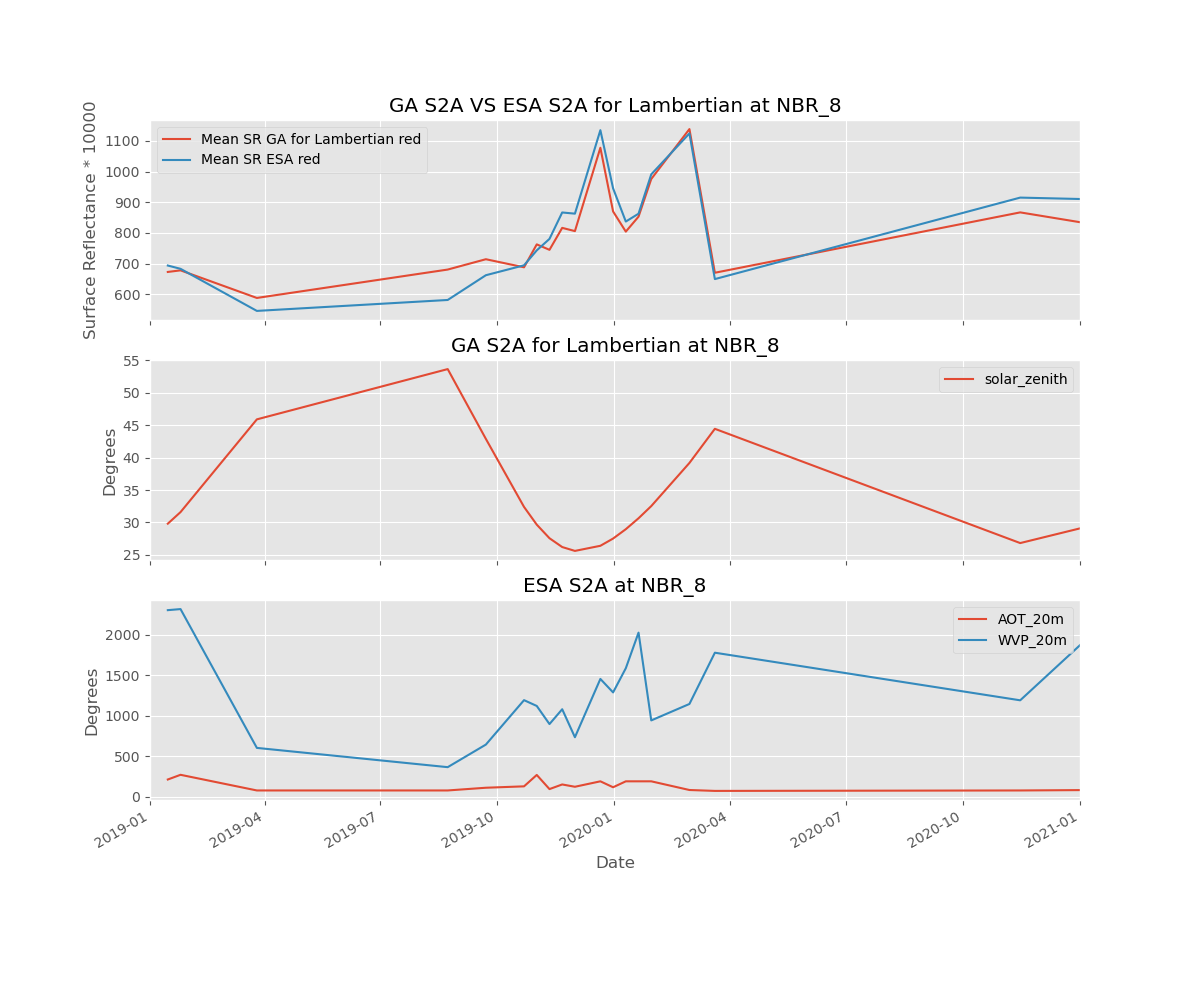 GA S2A VS ESA S2A for Lambertian at NBR_8
Surface Reflectance * 10000
Mean SR GA for Lambertian red
Mean SR ESA red
1100
1000
900
800
700
600
GA S2A for Lambertian at NBR_8
Degrees
solar_zenith
55
50
45
40
35
30
25
ESA S2A at NBR_8
Degrees
AOT_20m
WVP_20m
2000
1500
1000
500
0
2019-01
2019-04
2019-07
2019-10
2020-01
2020-04
2020-07
2020-10
2021-01
Date